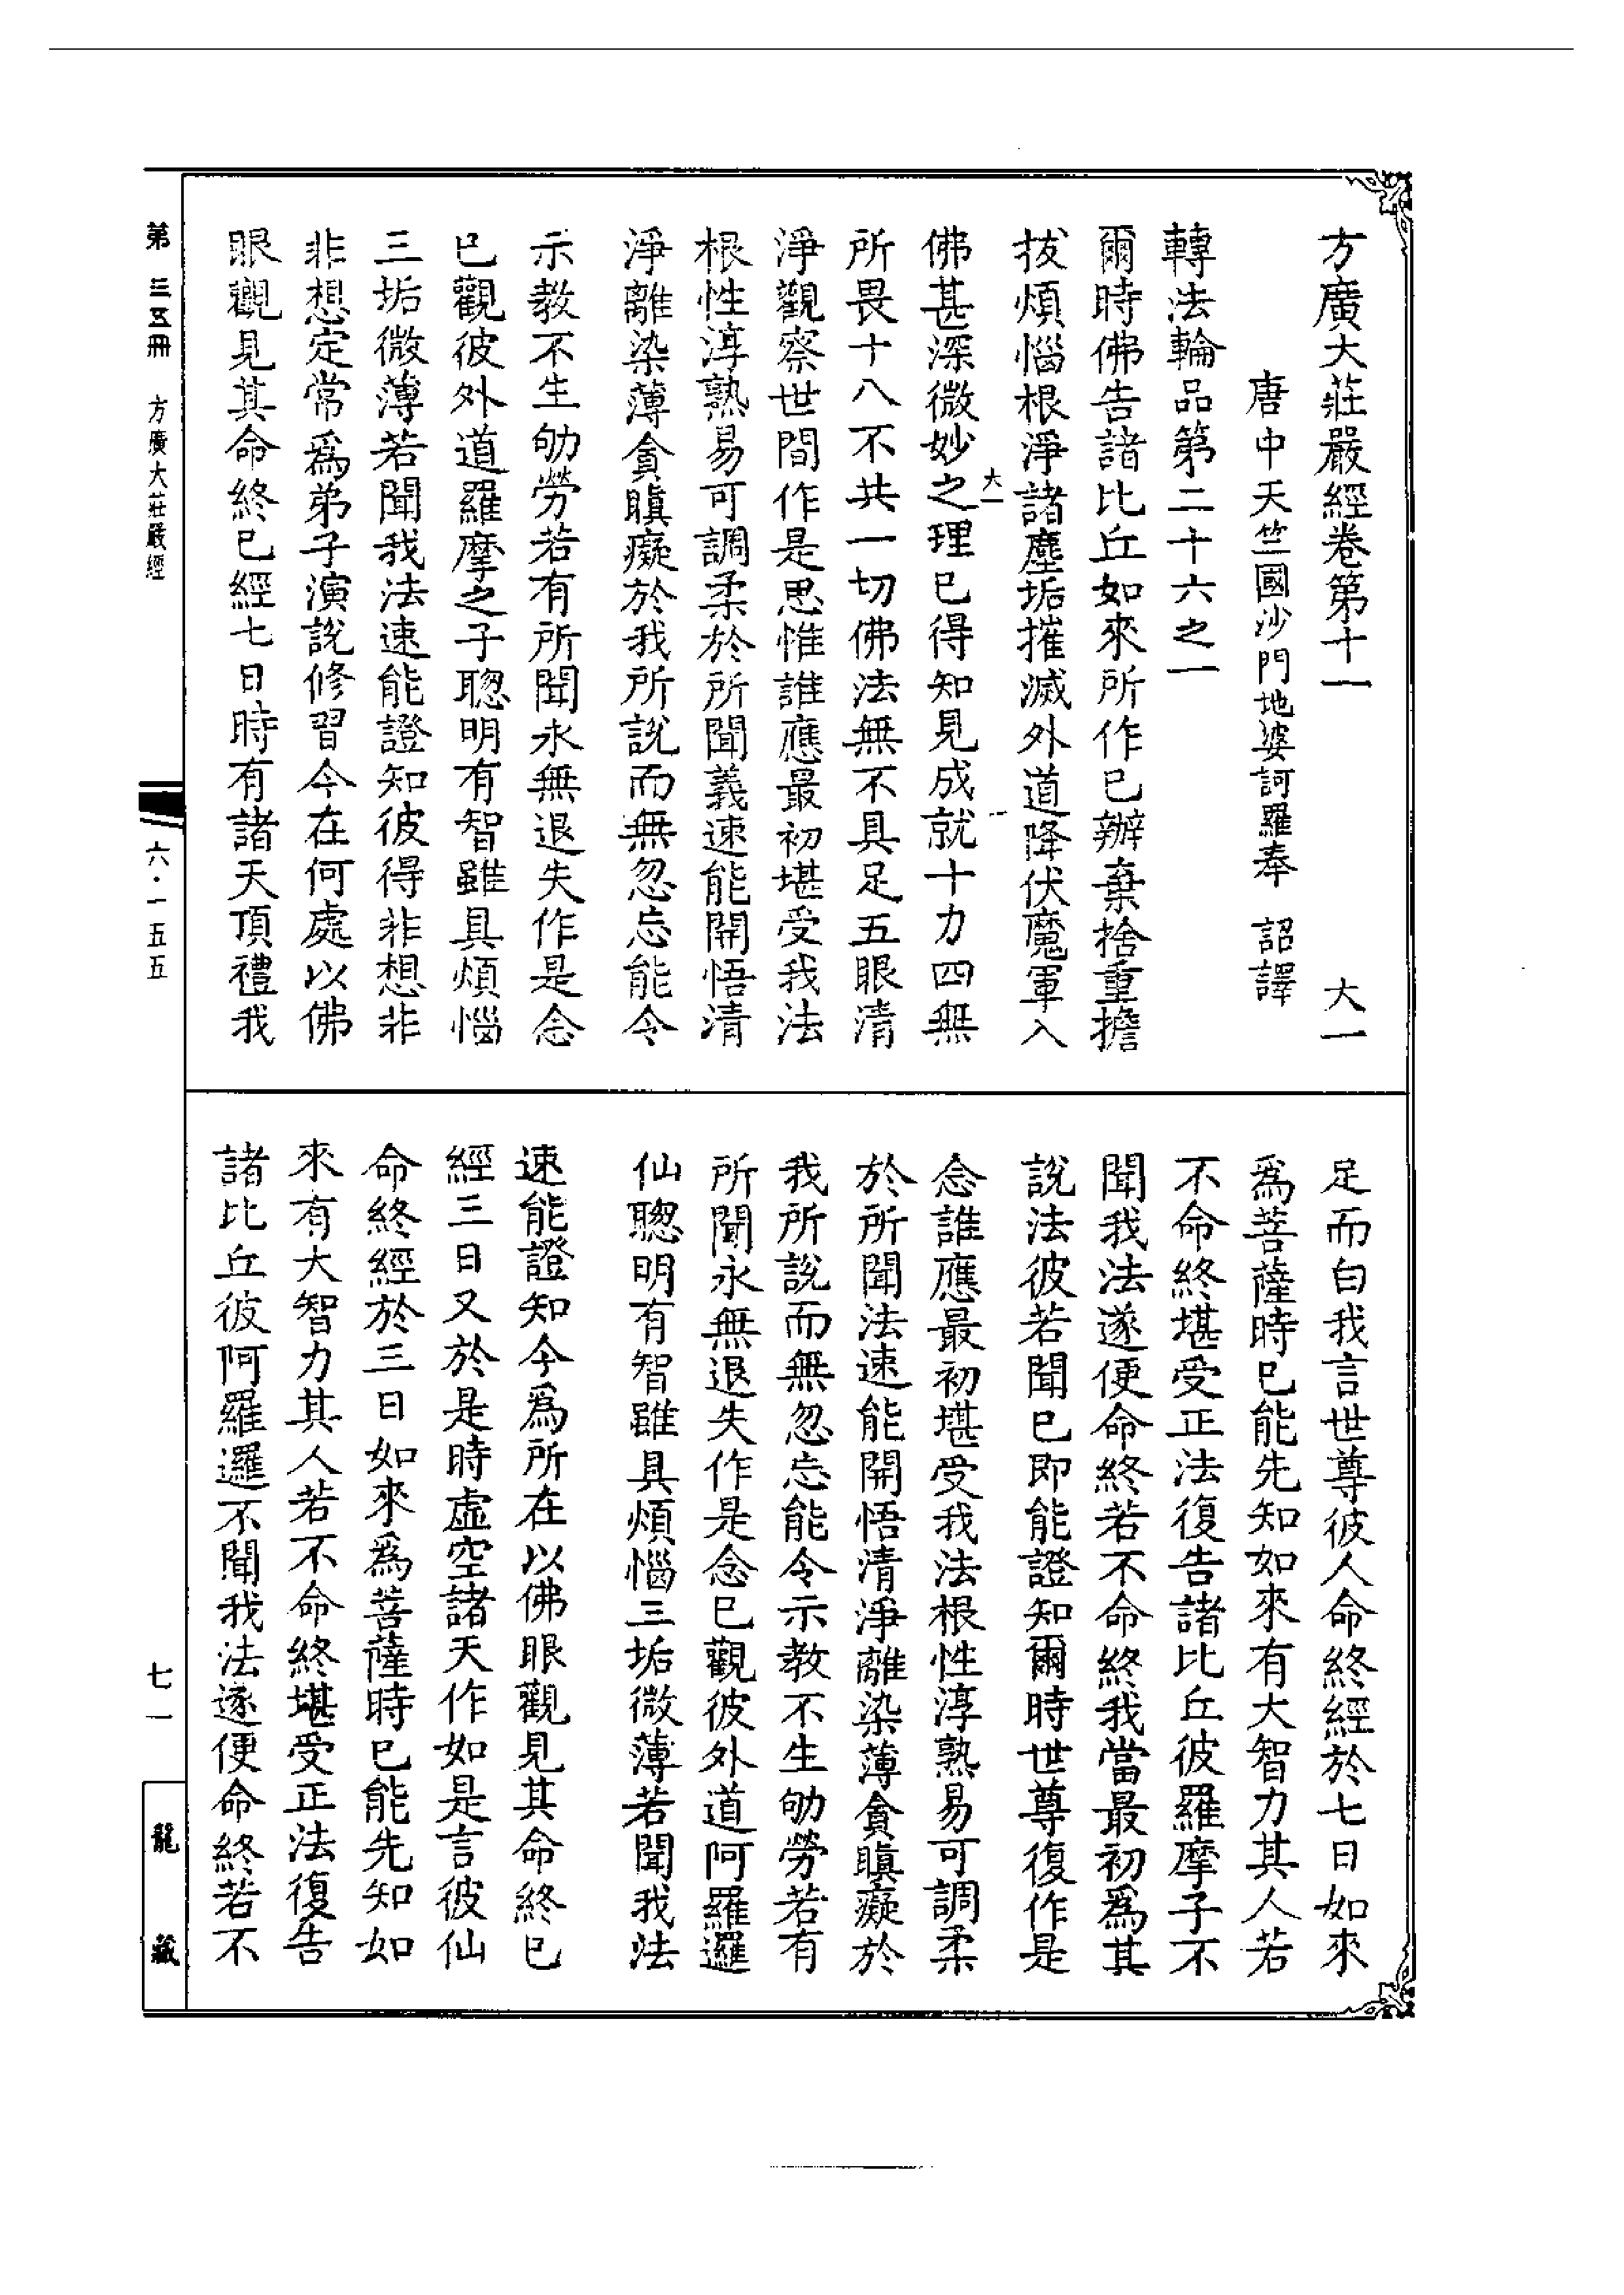 方廣大莊嚴經卷第十一　大一
唐中天竺國沙門地婆訶羅奉　詔譯
轉法輪品第二十六之一
爾時佛告諸比丘如來所作已辦棄捨重擔
拔煩惱根淨諸塵垢摧滅外道降伏魔軍入
大一
一
佛甚深微妙之理已得知見成就十力四無
所畏十八不共一切佛法無不具足五眼清
淨觀察世間作是思惟誰應最初堪受我法
根性淳熟易可調柔於所聞義速能開悟清
淨離染薄貪瞋癡於我所說而無忽忘能令
示教不生劬勞若有所聞永無退失作是念
已觀彼外道羅摩之子聰明有智雖具煩惱
三垢微薄若聞我法速能證知彼得非想非
非想定常為弟子演說修習今在何處以佛
眼觀見其命終已經七日時有諸天頂禮我
足而白我言世尊彼人命終經於七日如來
為菩薩時已能先知如來有大智力其人若
不命終堪受正法復告諸比丘彼羅摩子不
聞我法遂便命終若不命終我當最初為其
說法彼若聞已即能證知爾時世尊復作是
念誰應最初堪受我法根性淳熟易可調柔
於所聞法速能開悟清淨離染薄貪瞋癡於
我所說而無忽忘能令示教不生劬勞若有
所聞永無退失作是念已觀彼外道阿羅邏
仙聰明有智雖具煩惱三垢微薄若聞我法
速能證知今為所在以佛眼觀見其命終已
經三日又於是時虛空諸天作如是言彼仙
命終經於三日如來為菩薩時已能先知如
來有大智力其人若不命終堪受正法復告
諸比丘彼阿羅邏不聞我法遂便命終若不
第三五冊　方廣大莊嚴經
六·一五五
七一
龍藏